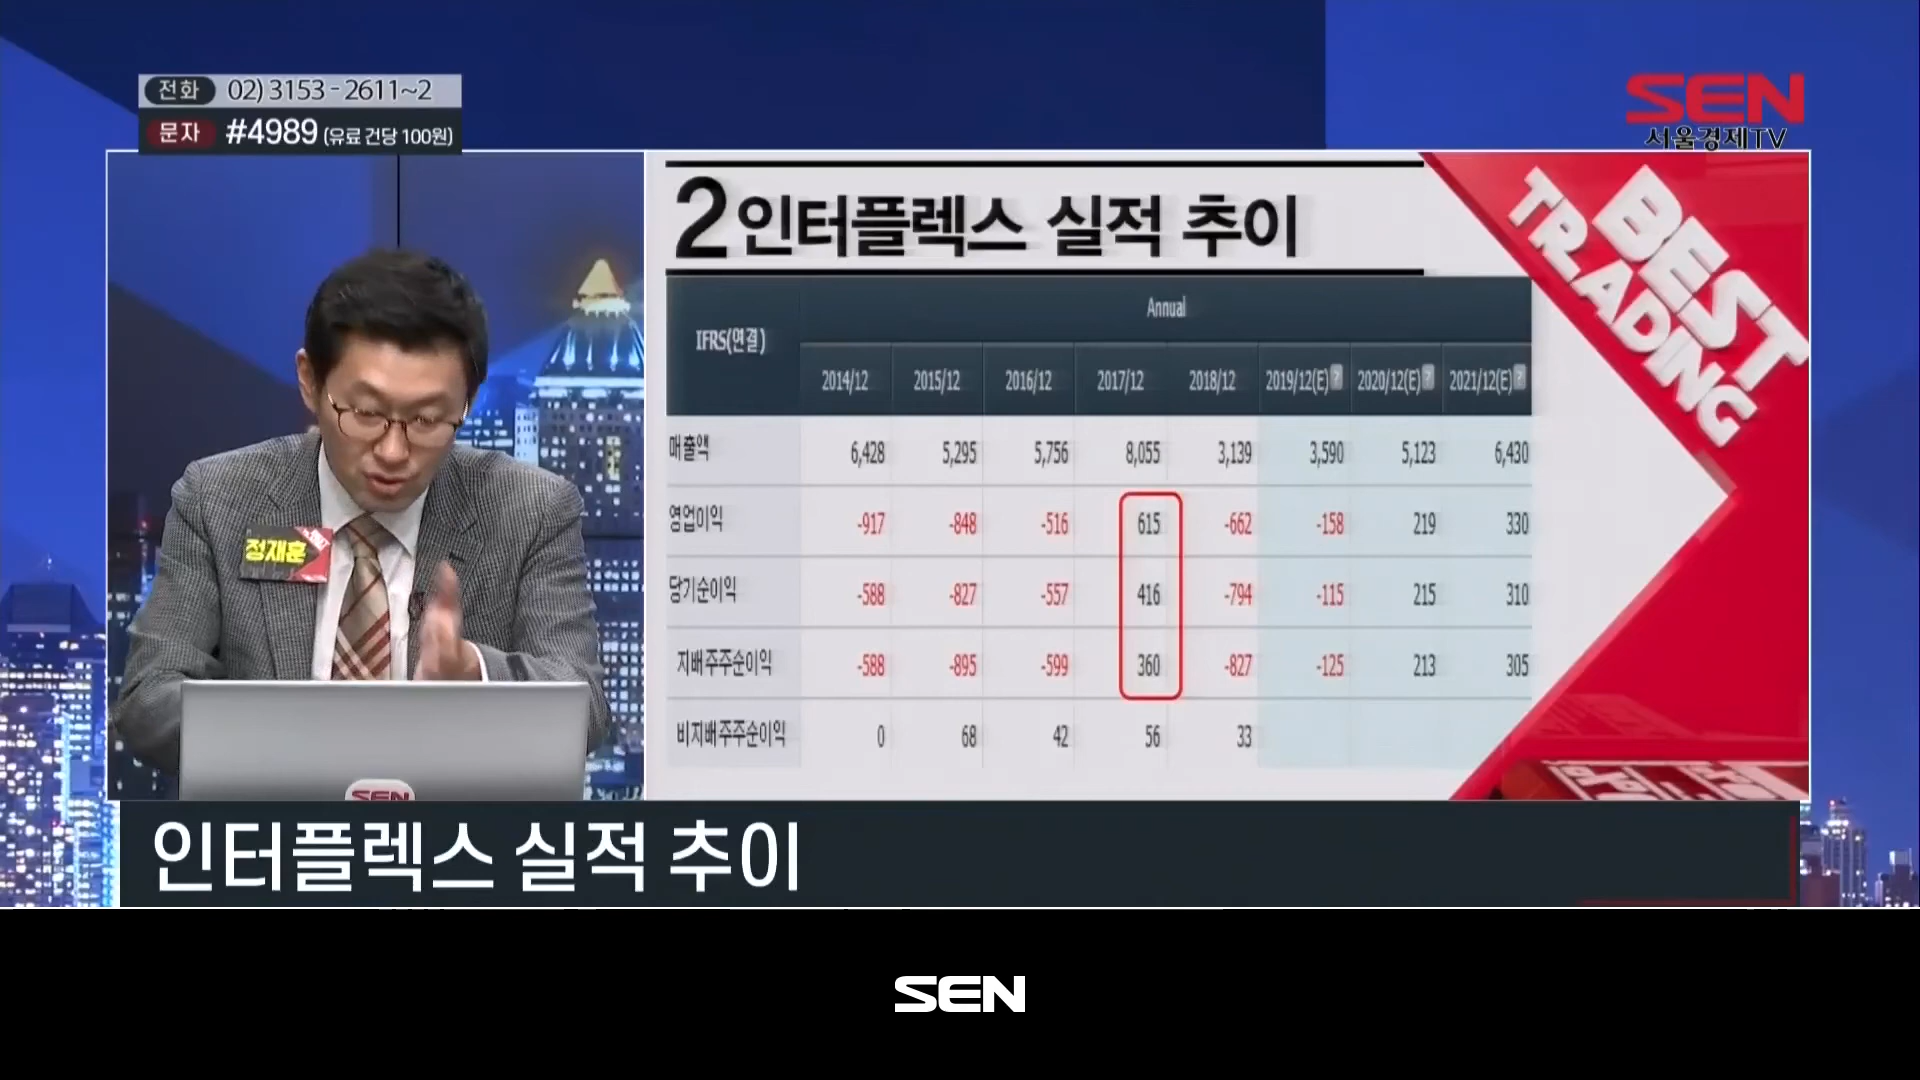 전화 02) 3153 - 2611~2
문자 #4989 (유료 건당 100원)
SEN
서울경제TV
2 인터플렉스 실적 추이
BEST
TRADING
IFRS(연결) Annual
2014/12 2015/12 2016/12 2017/12 2018/12 2019/12(E) ? 2020/12(E) ? 2021/12(E) ?
매출액 6,428 5,295 5,756 8,055 3,139 3,590 5,123 6,430
영업이익 -917 -848 -516 615 -662 -158 219 330
당기순이익 -588 -827 -557 416 -794 -115 215 310
지배주주순이익 -588 -895 -599 360 -827 -125 213 305
비지배주주순이익 0 68 42 56 33
정재훈
SEN
인터플렉스 실적 추이
SEN